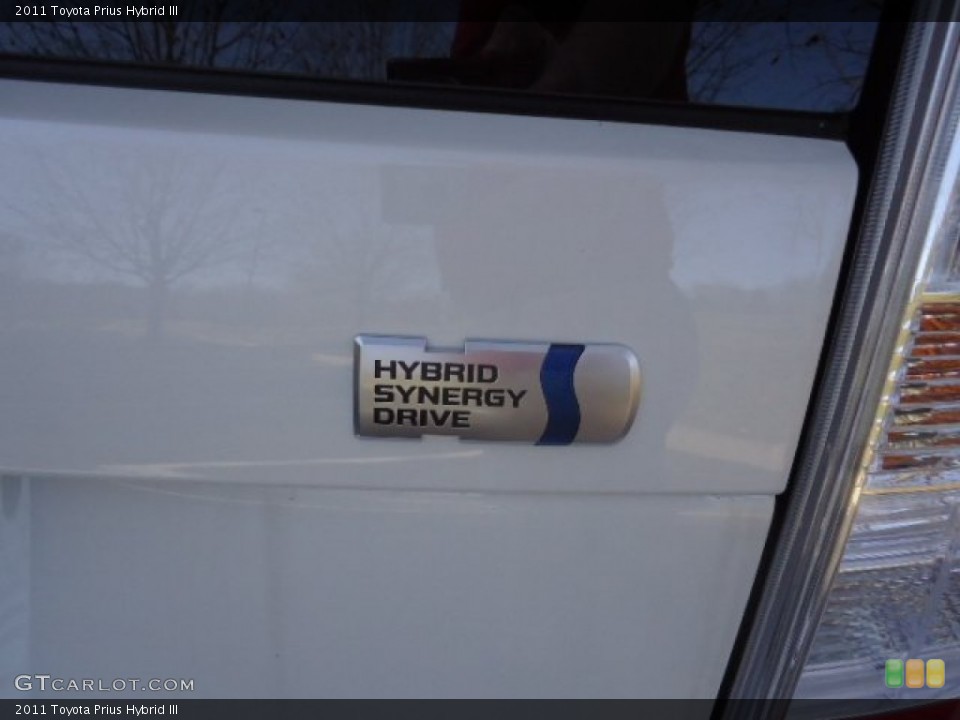 2011 Toyota Prius Hybrid III
HYBRID
SYNERGY
DRIVE
GTCARLOT.COM
2011 Toyota Prius Hybrid III